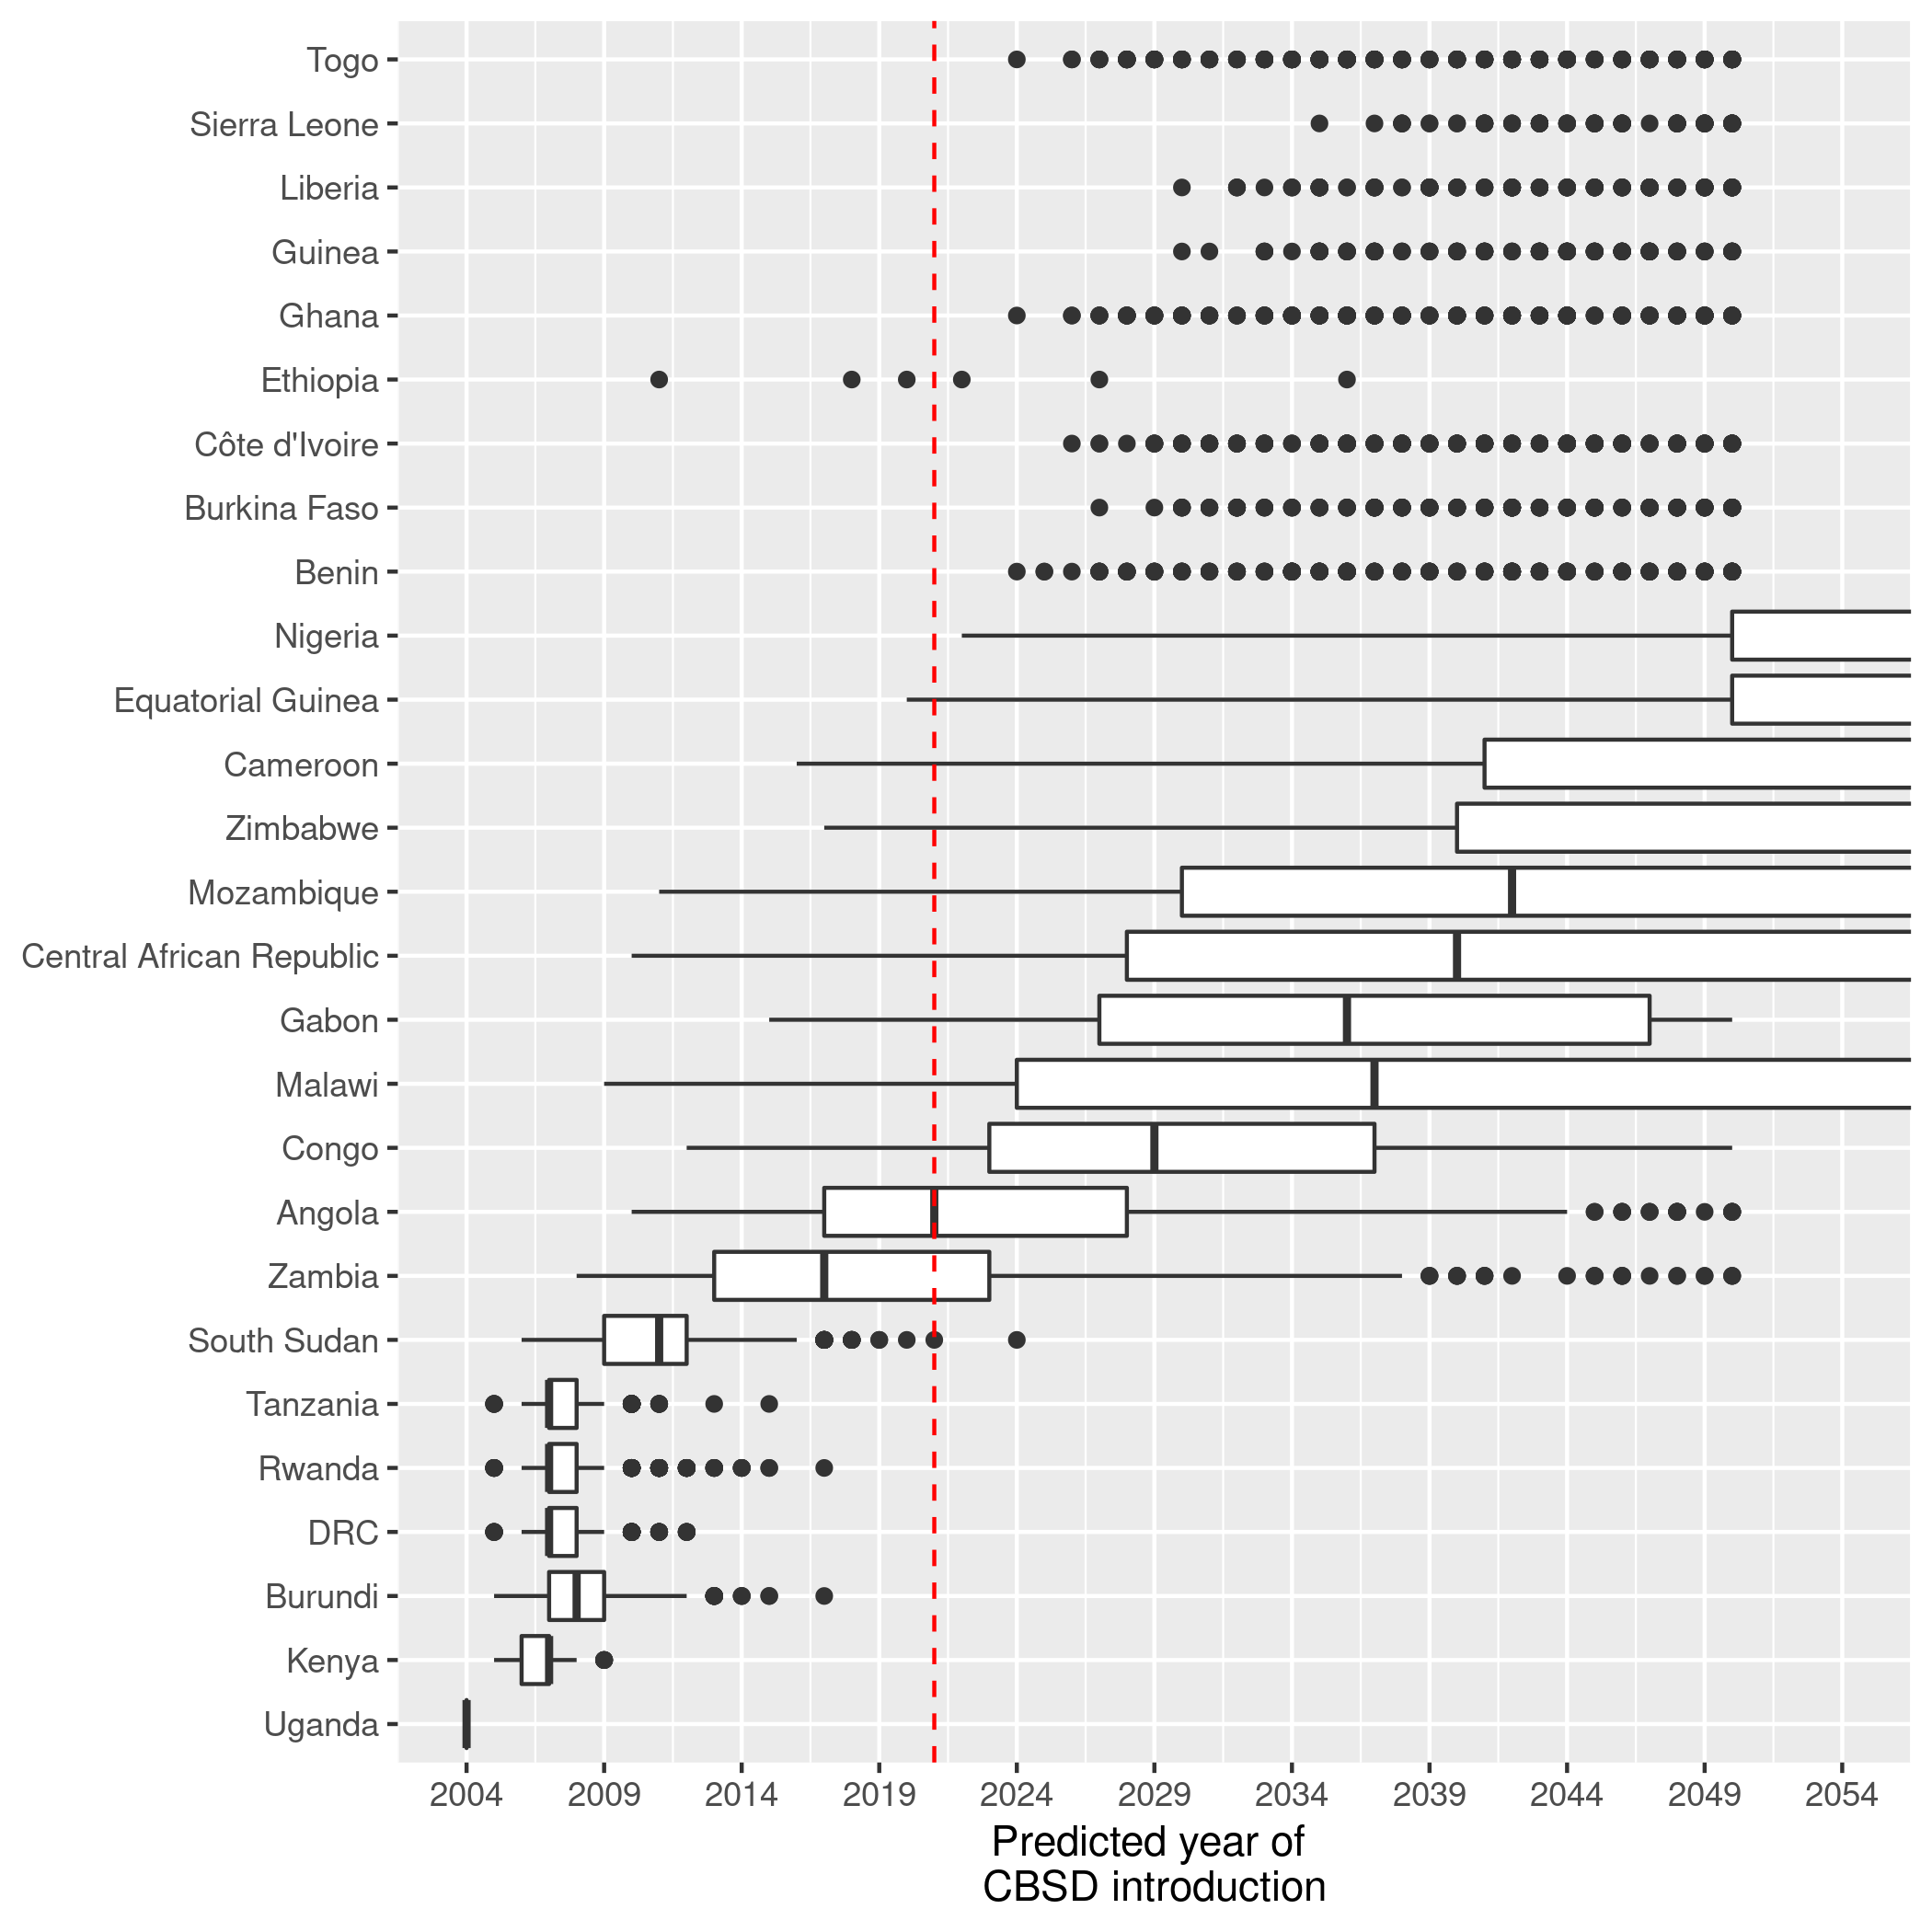 Togo
Sierra Leone
Liberia
Guinea
Ghana
Ethiopia
Côte d'Ivoire
Burkina Faso
Benin
Nigeria
Equatorial Guinea
Cameroon
Zimbabwe
Mozambique
Central African Republic
Gabon
Malawi
Congo
Angola
Zambia
South Sudan
Tanzania
Rwanda
DRC
Burundi
Kenya
Uganda
2004 2009 2014 2019 2024 2029 2034 2039 2044 2049 2054
Predicted year of
CBSD introduction